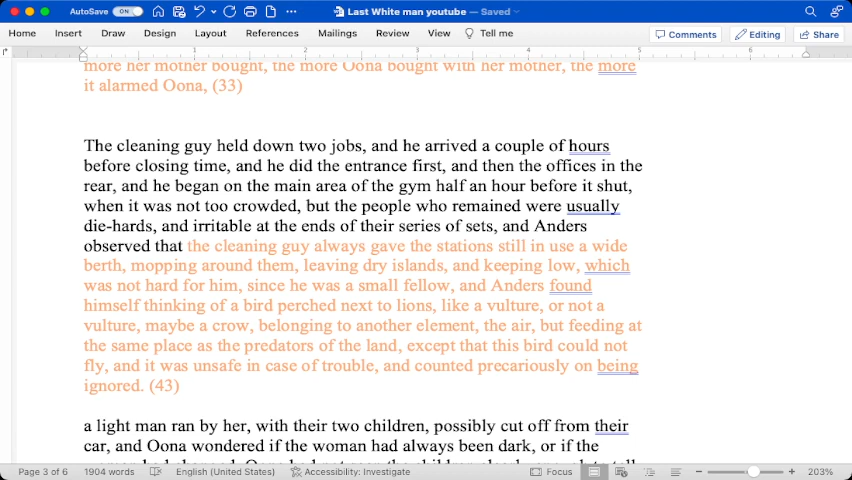 AutoSave ON Last White man youtube — Saved
Home Insert Draw Design Layout References Mailings Review View Tell me Comments Editing Share
1 2 3 4 5 6
more her mother bought, the more Oona bought with her mother, the more
it alarmed Oona, (33)
The cleaning guy held down two jobs, and he arrived a couple of hours
before closing time, and he did the entrance first, and then the offices in the
rear, and he began on the main area of the gym half an hour before it shut,
when it was not too crowded, but the people who remained were usually
die-hards, and irritable at the ends of their series of sets, and Anders
observed that the cleaning guy always gave the stations still in use a wide
berth, mopping around them, leaving dry islands, and keeping low, which
was not hard for him, since he was a small fellow, and Anders found
himself thinking of a bird perched next to lions, like a vulture, or not a
vulture, maybe a crow, belonging to another element, the air, but feeding at
the same place as the predators of the land, except that this bird could not
fly, and it was unsafe in case of trouble, and counted precariously on being
ignored. (43)
a light man ran by her, with their two children, possibly cut off from their
car, and Oona wondered if the woman had always been dark, or if the
Page 3 of 6 1904 words English (United States) Accessibility: Investigate Focus 203%